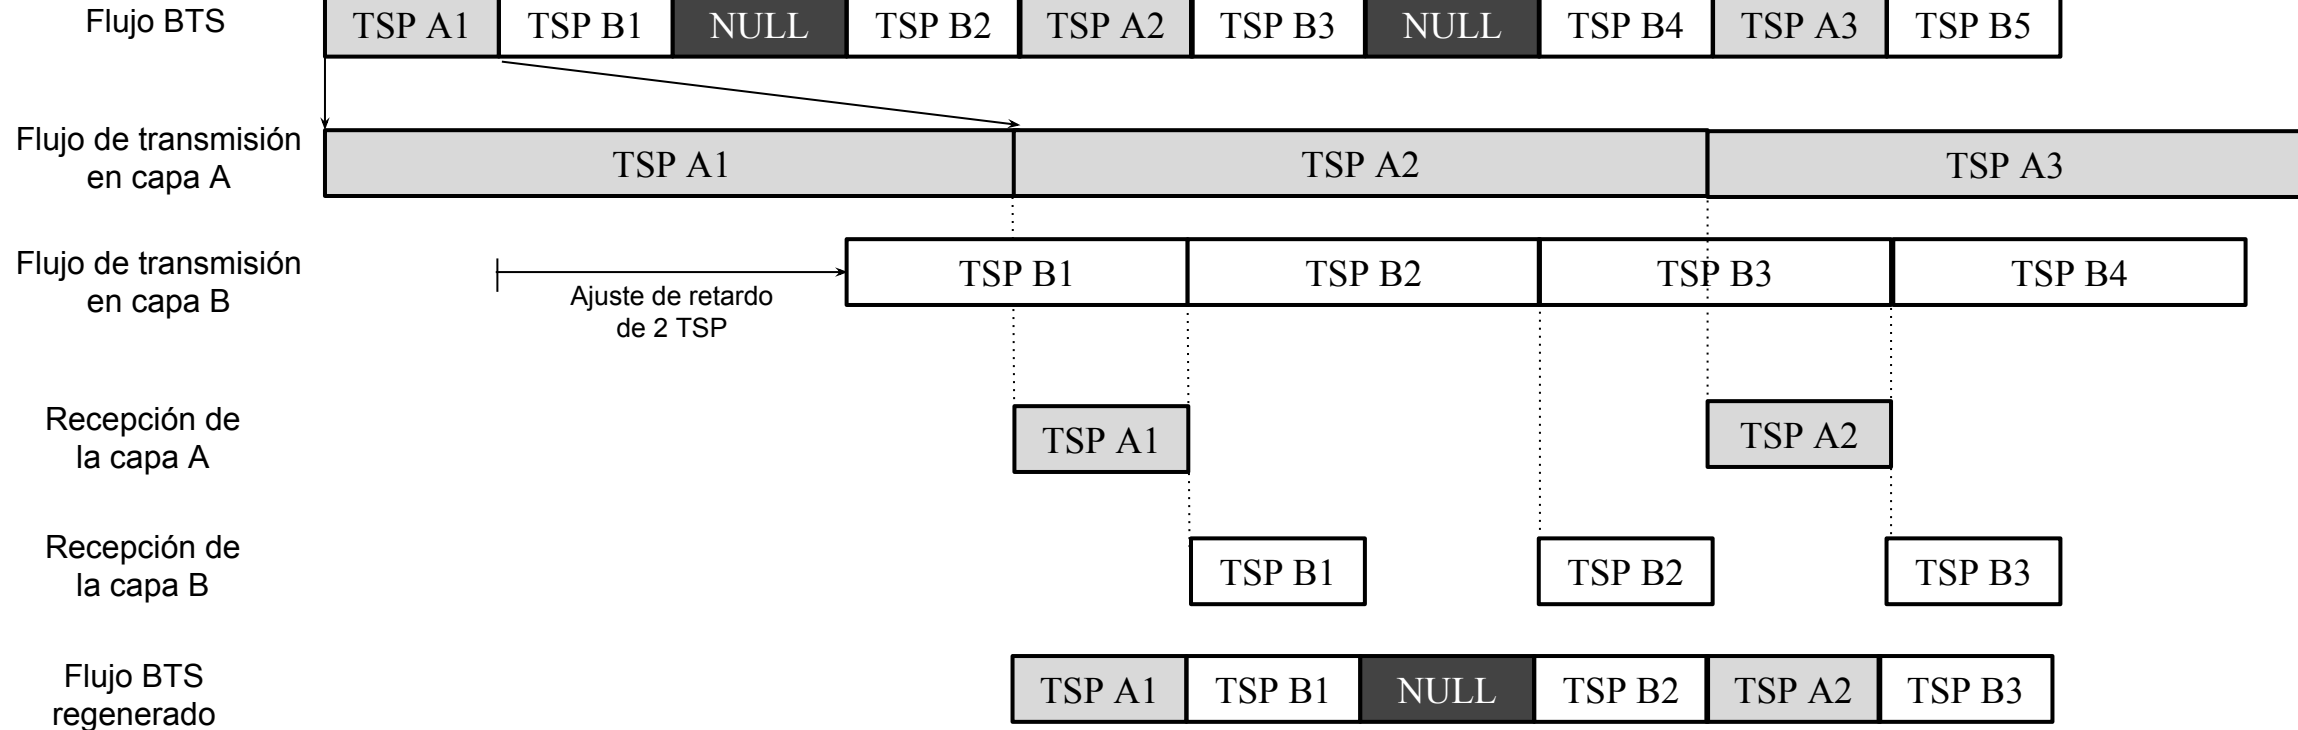 Flujo BTS
TSP A1 TSP B1 NULL TSP B2 TSP A2 TSP B3 NULL TSP B4 TSP A3 TSP B5
Flujo de transmisión
en capa A
TSP A1 TSP A2 TSP A3
Flujo de transmisión
en capa B
TSP B1 TSP B2 TSP B3 TSP B4
Ajuste de retardo
de 2 TSP
Recepción de
la capa A
TSP A1 TSP A2
Recepción de
la capa B
TSP B1 TSP B2 TSP B3
Flujo BTS
regenerado
TSP A1 TSP B1 NULL TSP B2 TSP A2 TSP B3